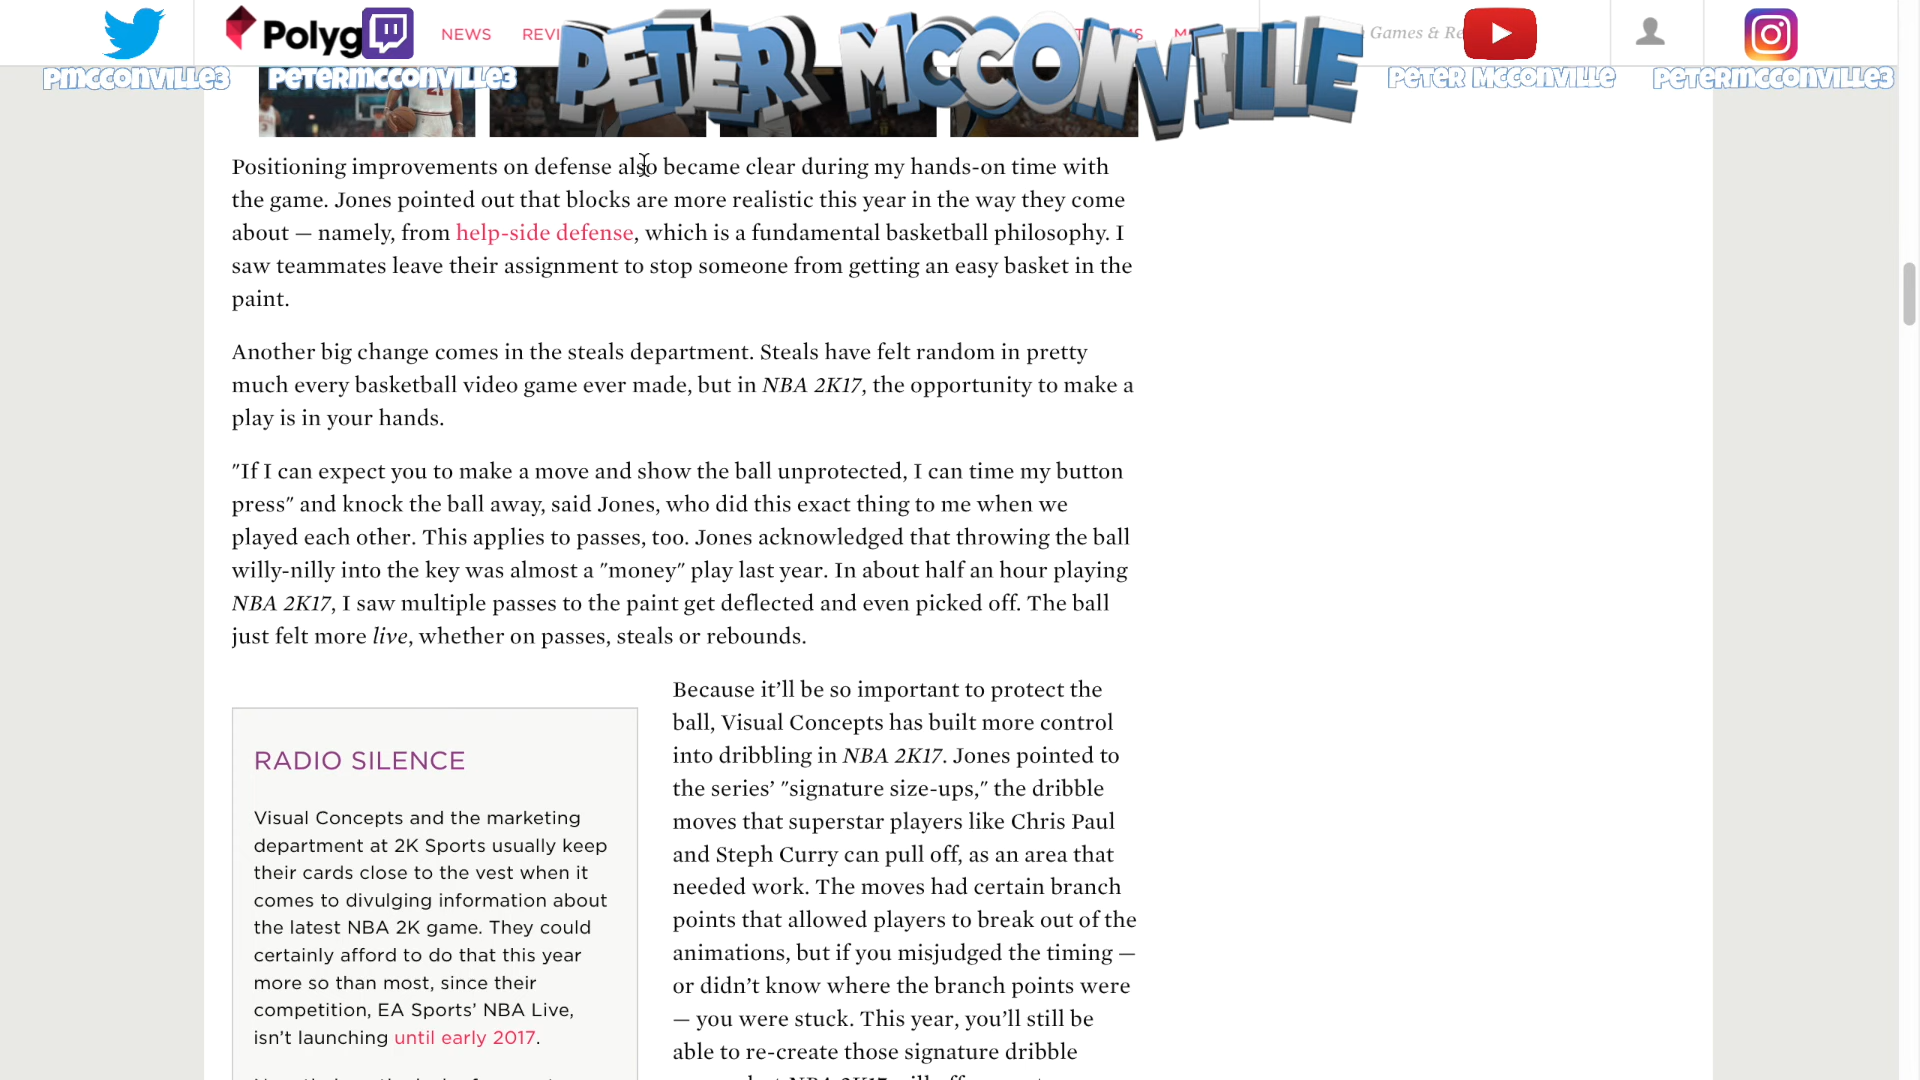 Polyg
NEWS
REVI
PETER MCCONVILLE
Games & Re
PMCCONVILLE3
PETERMCCONVILLE3
PETER MCCONVILLE
PETERMCCONVILLE3
Positioning improvements on defense also became clear during my hands-on time with
the game. Jones pointed out that blocks are more realistic this year in the way they come
about — namely, from help-side defense, which is a fundamental basketball philosophy. I
saw teammates leave their assignment to stop someone from getting an easy basket in the
paint.
Another big change comes in the steals department. Steals have felt random in pretty
much every basketball video game ever made, but in NBA 2K17, the opportunity to make a
play is in your hands.
"If I can expect you to make a move and show the ball unprotected, I can time my button
press" and knock the ball away, said Jones, who did this exact thing to me when we
played each other. This applies to passes, too. Jones acknowledged that throwing the ball
willy-nilly into the key was almost a "money" play last year. In about half an hour playing
NBA 2K17, I saw multiple passes to the paint get deflected and even picked off. The ball
just felt more live, whether on passes, steals or rebounds.
RADIO SILENCE
Visual Concepts and the marketing
department at 2K Sports usually keep
their cards close to the vest when it
comes to divulging information about
the latest NBA 2K game. They could
certainly afford to do that this year
more so than most, since their
competition, EA Sports’ NBA Live,
isn’t launching until early 2017.
Because it’ll be so important to protect the
ball, Visual Concepts has built more control
into dribbling in NBA 2K17. Jones pointed to
the series’ "signature size-ups," the dribble
moves that superstar players like Chris Paul
and Steph Curry can pull off, as an area that
needed work. The moves had certain branch
points that allowed players to break out of the
animations, but if you misjudged the timing —
or didn’t know where the branch points were
— you were stuck. This year, you’ll still be
able to re-create those signature dribble